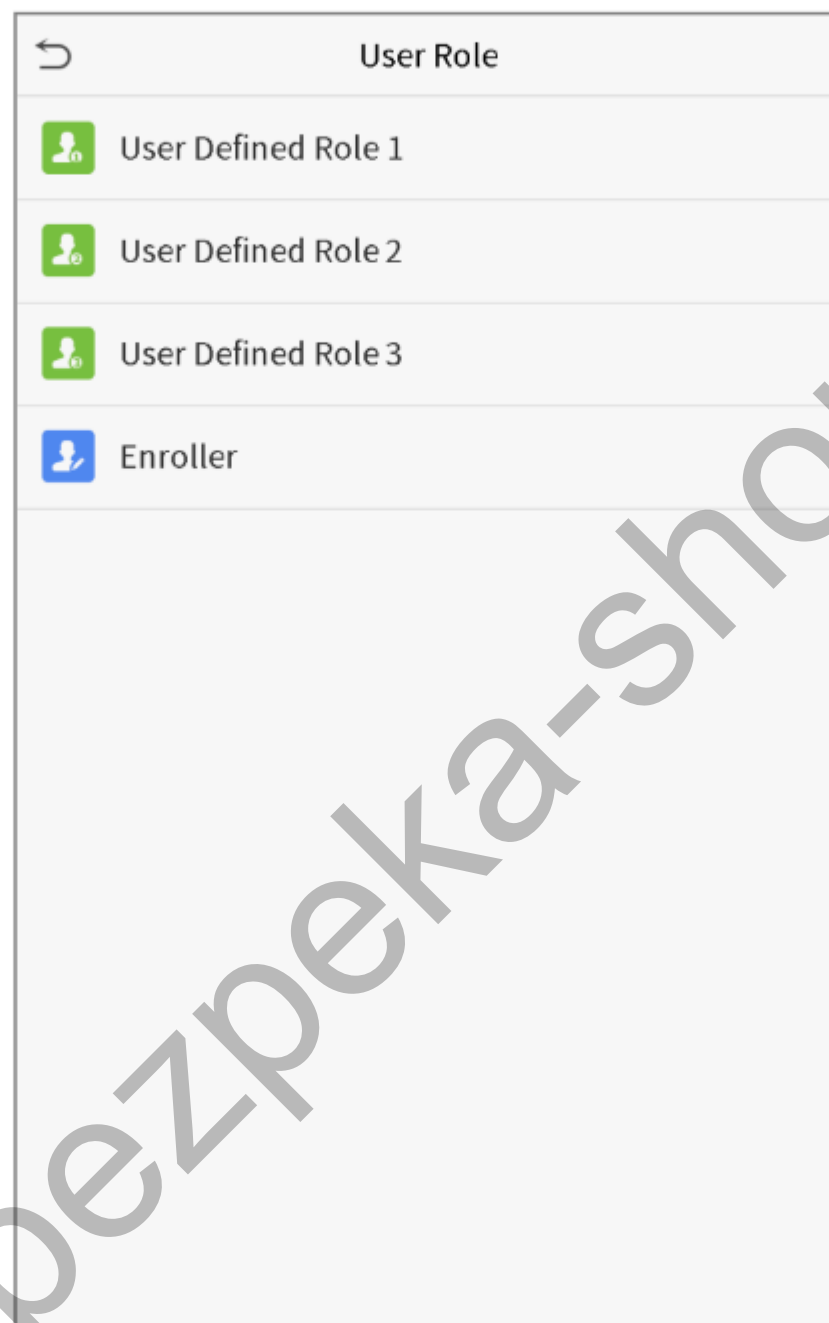 User Role
User Defined Role 1
User Defined Role 2
User Defined Role 3
Enroller
bezpeka-sho